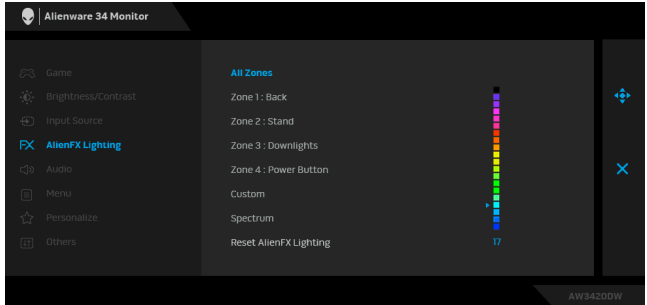 Alienware 34 Monitor
Game
Brightness/Contrast
Input Source
FX AlienFX Lighting
Audio
Menu
Personalize
Others
All Zones
Zone 1 : Back
Zone 2 : Stand
Zone 3 : Downlights
Zone 4 : Power Button
Custom
Spectrum
Reset AlienFX Lighting
17
AW3420DW